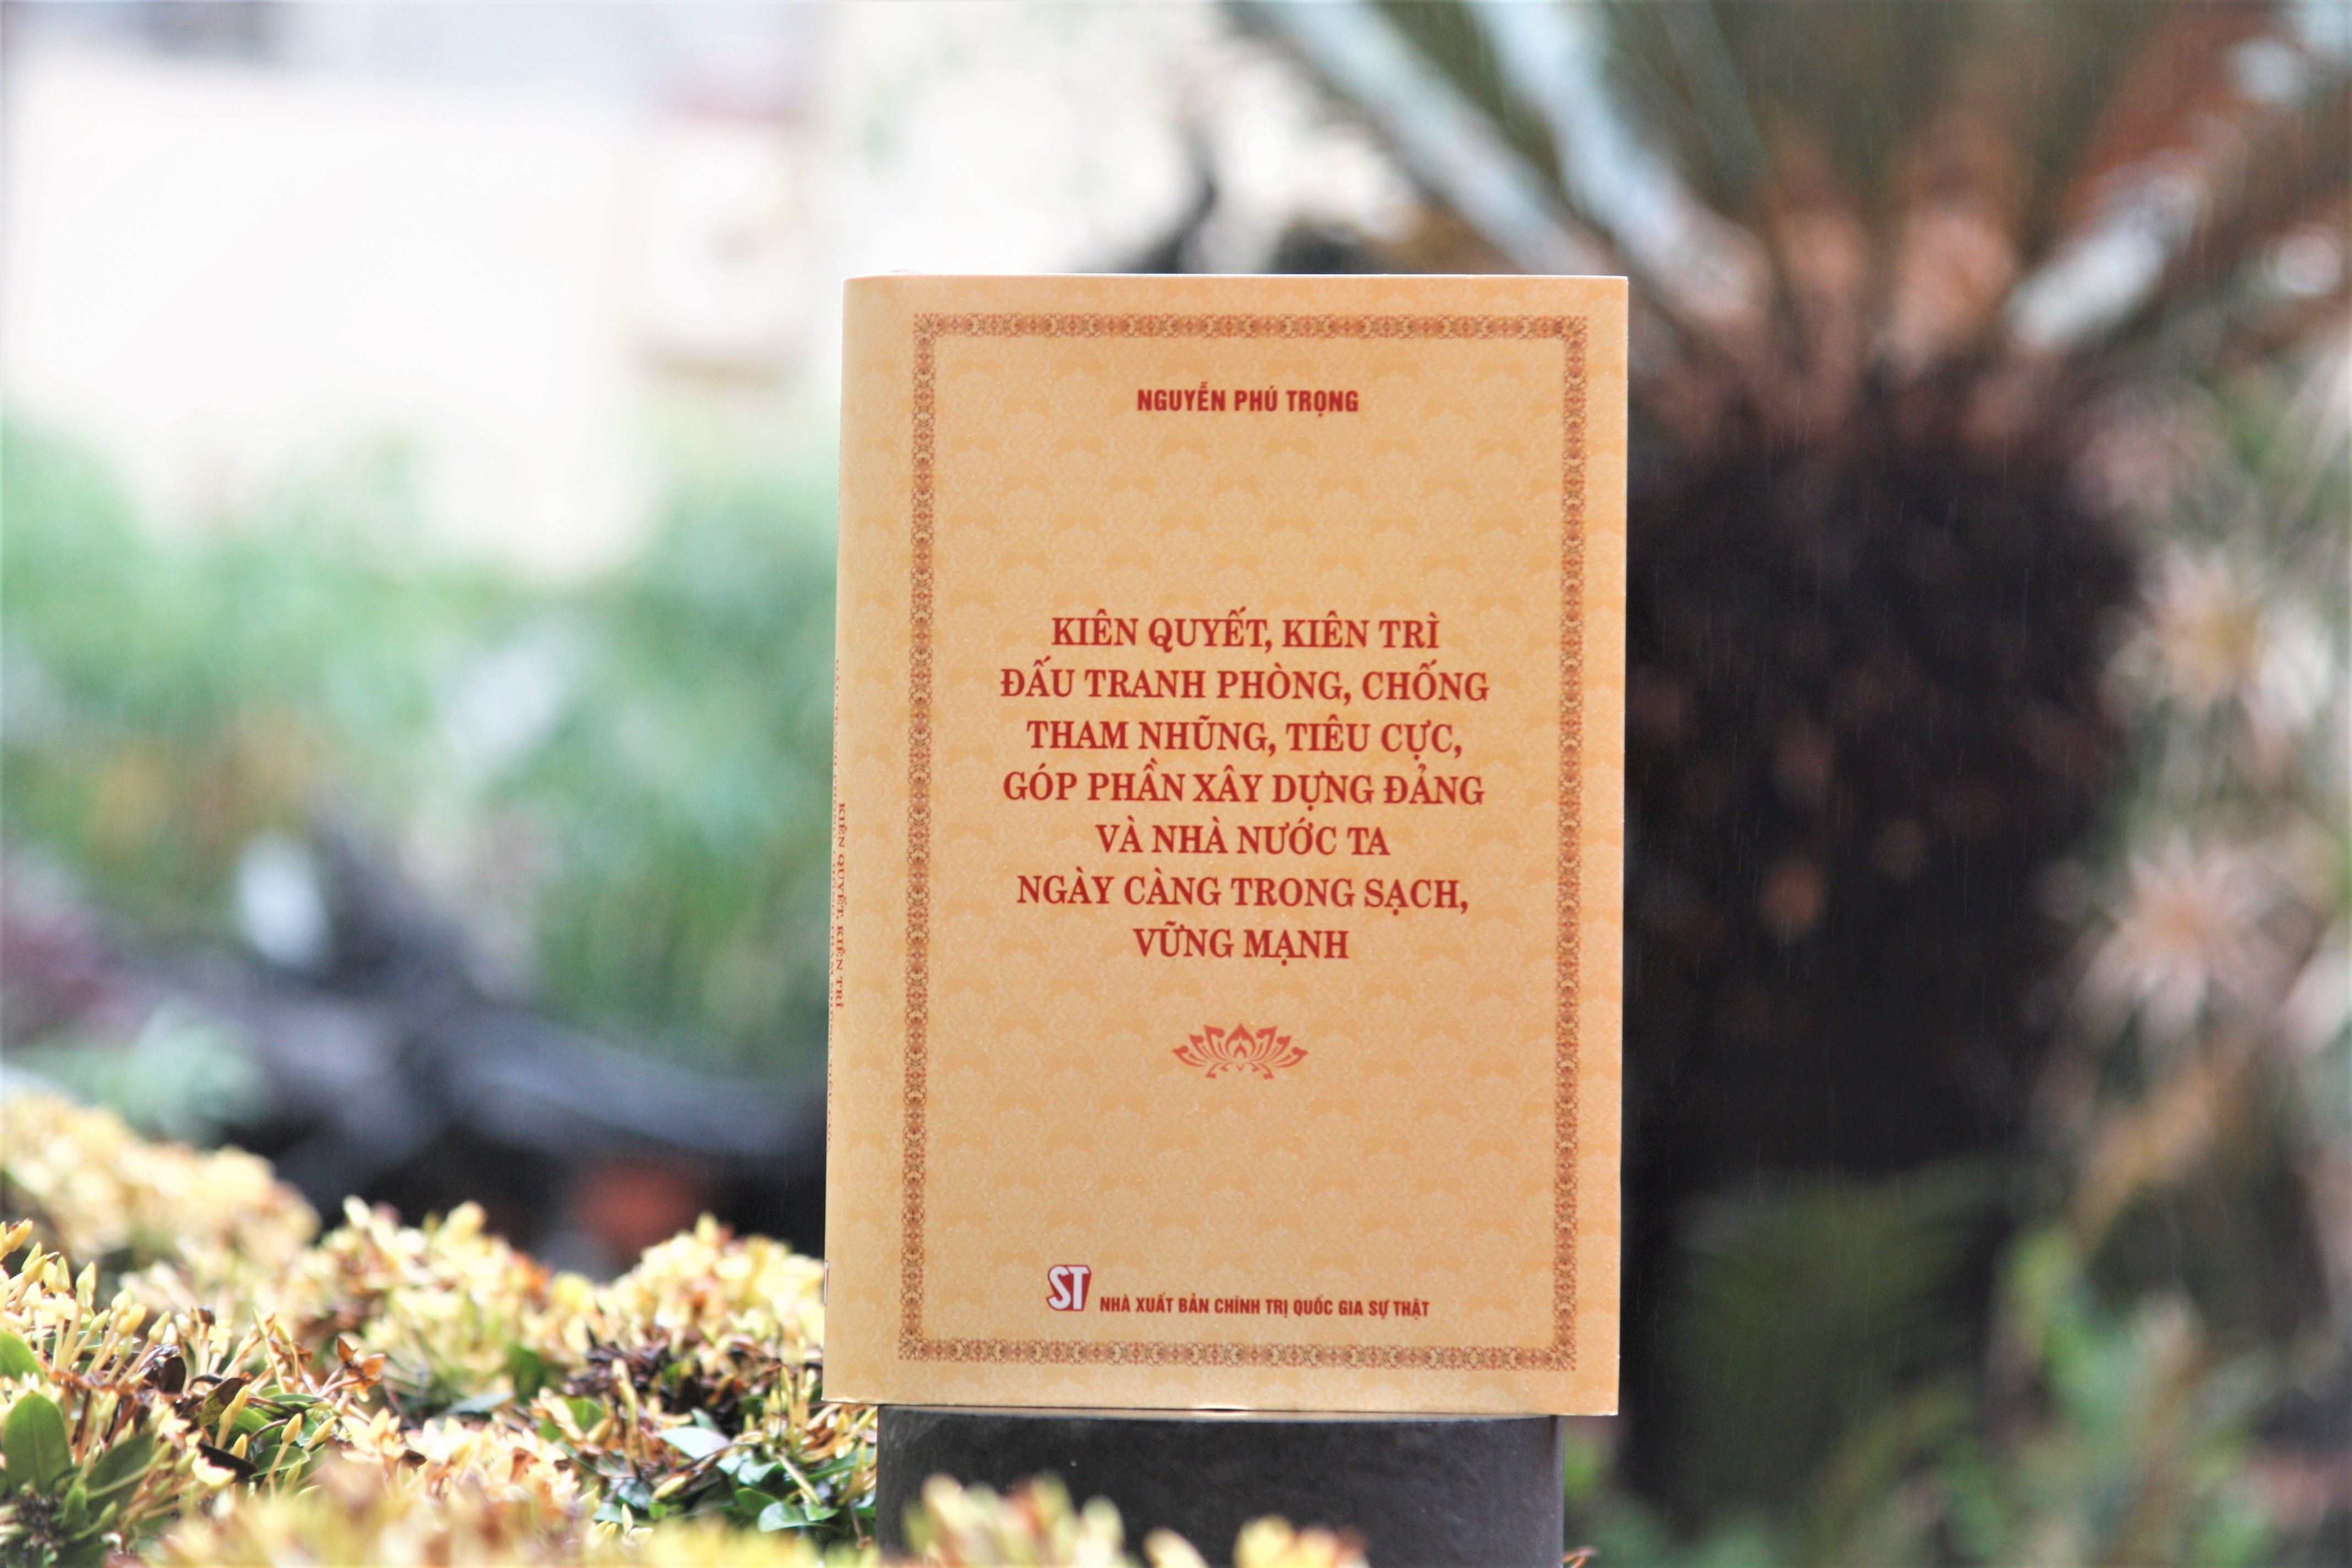 NGUYỄN PHÚ TRỌNG
KIÊN QUYẾT, KIÊN TRÌ
ĐẤU TRANH PHÒNG, CHỐNG
THAM NHŨNG, TIÊU CỰC,
GÓP PHẦN XÂY DỰNG ĐẢNG
VÀ NHÀ NƯỚC TA
NGÀY CÀNG TRONG SẠCH,
VỮNG MẠNH
ST NHÀ XUẤT BẢN CHÍNH TRỊ QUỐC GIA SỰ THẬT
KIÊN QUYẾT, KIÊN TRÌ